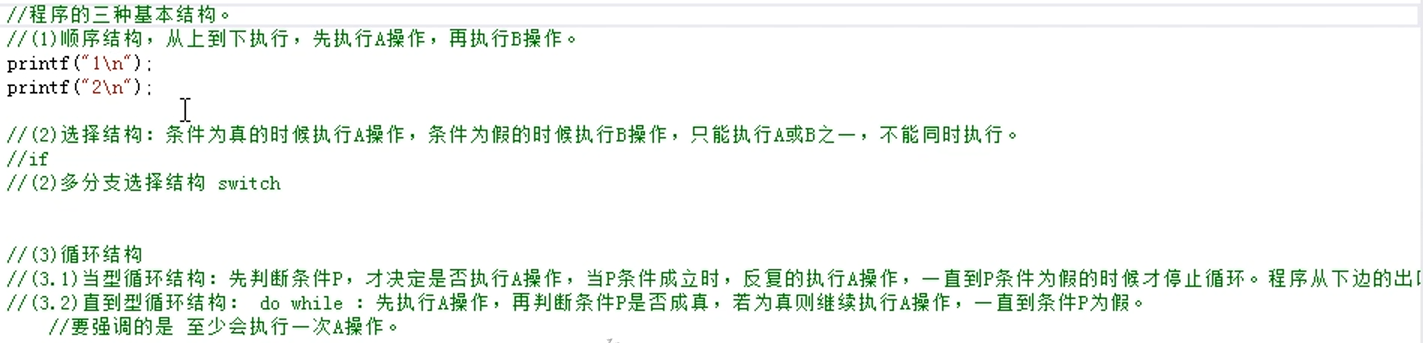 //程序的三种基本结构。
//(1)顺序结构，从上到下执行，先执行A操作，再执行B操作。
printf("1\n");
printf("2\n");
//(2)选择结构：条件为真的时候执行A操作，条件为假的时候执行B操作，只能执行A或B之一，不能同时执行。
//if
//(2)多分支选择结构 switch
//(3)循环结构
//(3.1)当型循环结构：先判断条件P，才决定是否执行A操作，当P条件成立时，反复的执行A操作，一直到P条件为假的时候才停止循环。程序从下边的出
//(3.2)直到型循环结构： do while : 先执行A操作，再判断条件P是否成真，若为真则继续执行A操作，一直到条件P为假。
//要强调的是 至少会执行一次A操作。